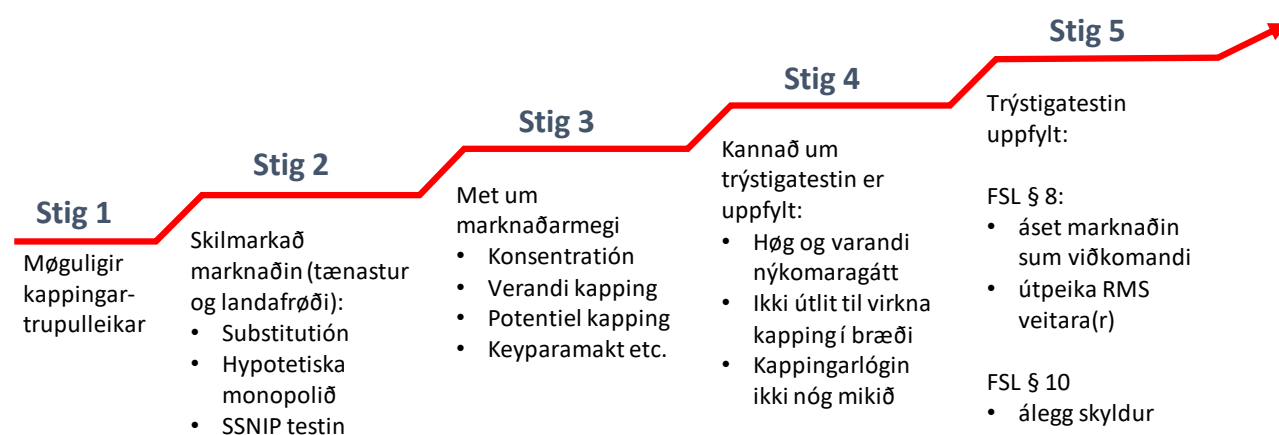 Stig 1
Møguligir
kappingar-
trupulleikar
Stig 2
Skilmarkað
marknaðin (tænastur
og landafrøði):
• Substitutión
• Hypotetiska
monopolið
• SSNIP testin
Stig 3
Met um
marknaðarmegi
• Konsentratión
• Verandi kapping
• Potentiel kapping
• Keyparamakt etc.
Stig 4
Kannað um
trýstigatestin er
uppfylt:
• Høg og varandi
nýkomaragátt
• Ikki útlit til virkna
kapping í bræði
• Kappingarlógin
ikki nóg mikið
Stig 5
Trýstigatestin
uppfylt:
FSL § 8:
• áset marknaðin
sum viðkomandi
• útpeika RMS
veitara(r)
FSL § 10
• álegg skyldur